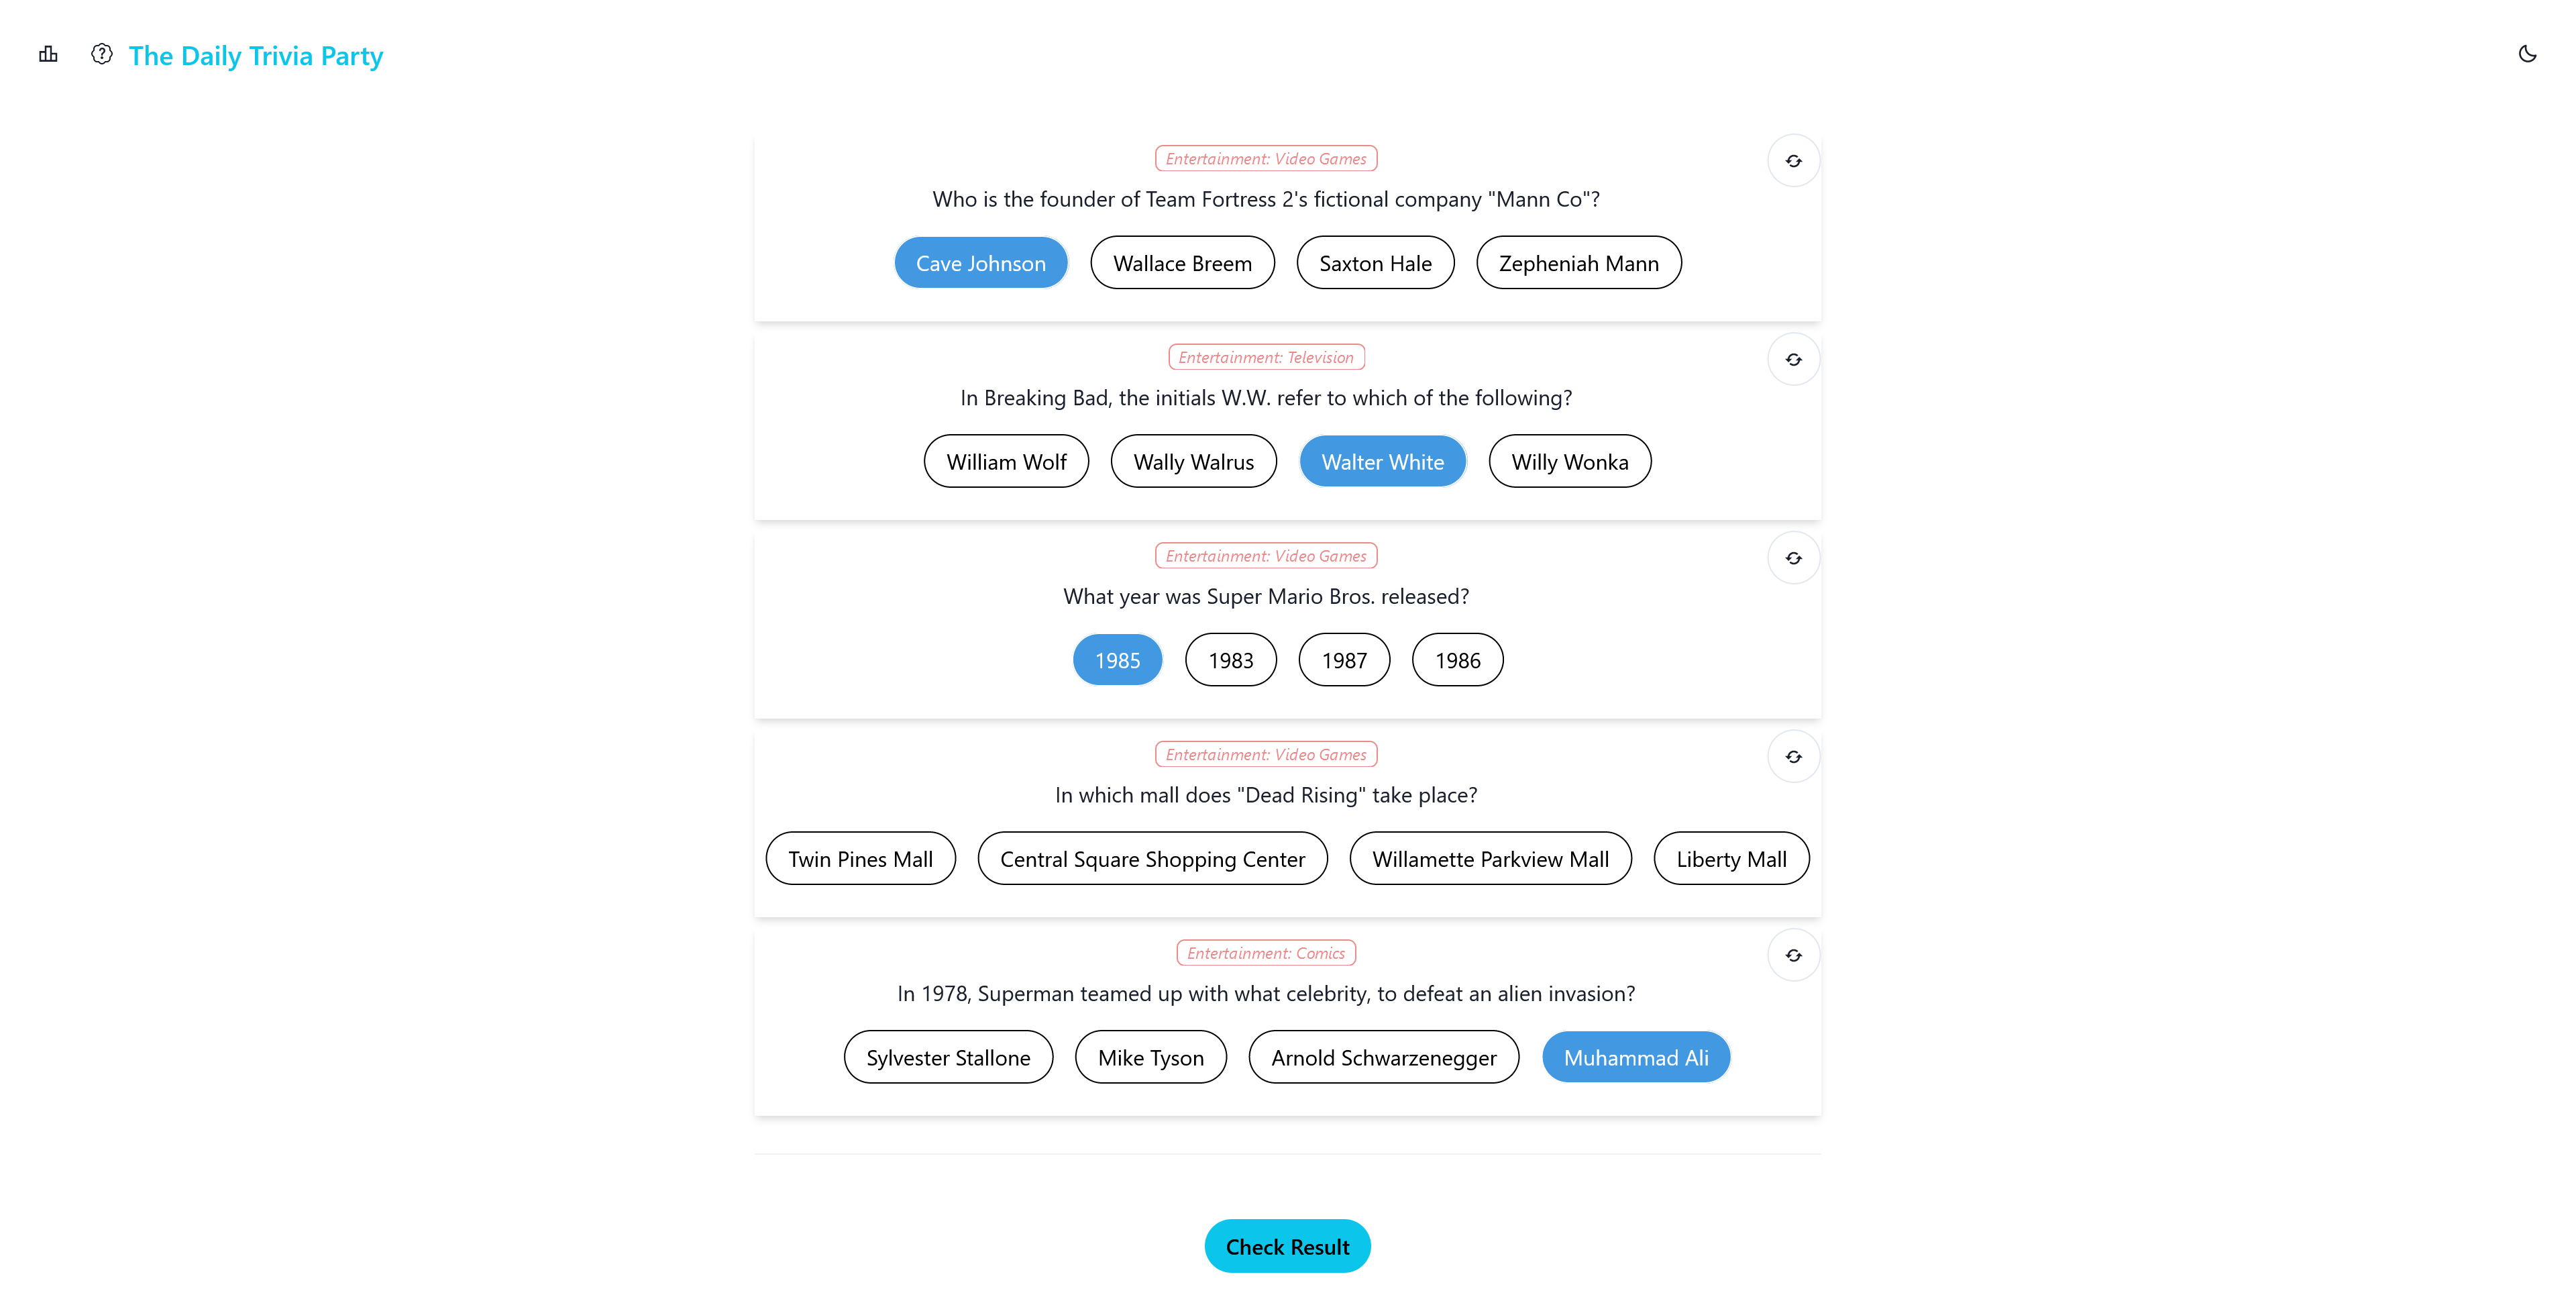 The Daily Trivia Party
Entertainment: Video Games
Who is the founder of Team Fortress 2's fictional company "Mann Co"?
Cave Johnson Wallace Breem Saxton Hale Zepheniah Mann
Entertainment: Television
In Breaking Bad, the initials W.W. refer to which of the following?
William Wolf Wally Walrus Walter White Willy Wonka
Entertainment: Video Games
What year was Super Mario Bros. released?
1985 1983 1987 1986
Entertainment: Video Games
In which mall does "Dead Rising" take place?
Twin Pines Mall Central Square Shopping Center Willamette Parkview Mall Liberty Mall
Entertainment: Comics
In 1978, Superman teamed up with what celebrity, to defeat an alien invasion?
Sylvester Stallone Mike Tyson Arnold Schwarzenegger Muhammad Ali
Check Result